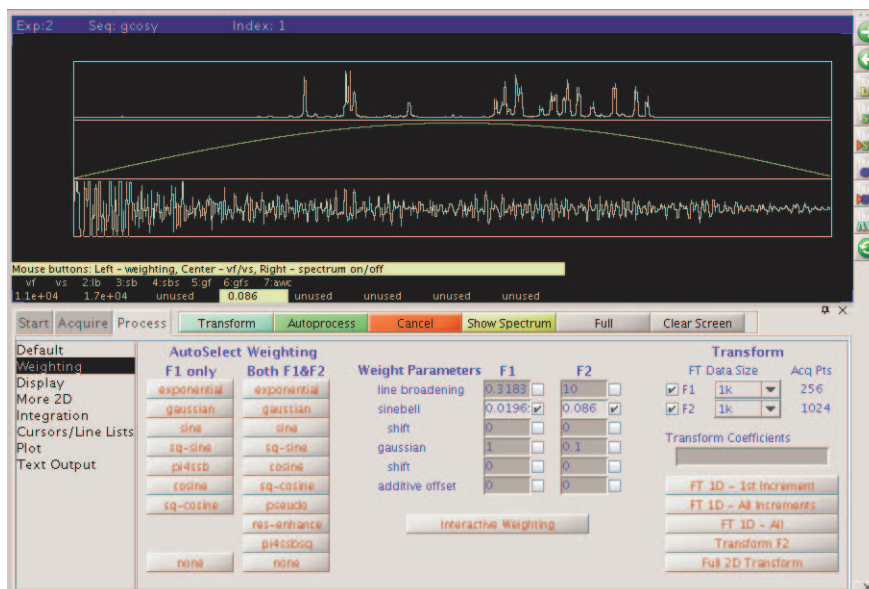 Exp:2 Seq: gcosy Index: 1
Mouse buttons: Left - weighting, Center - vf/vs, Right - spectrum on/off
vf vs 2:lb 3:sb 4:sbs 5:gf 6:gfs 7:awc
1.1e+04 1.7e+04 unused 0.086 unused unused unused unused
Start Acquire Process Transform Autoprocess Cancel Show Spectrum Full Clear Screen
Default
Weighting
Display
More 2D
Integration
Cursors/Line Lists
Plot
Text Output
AutoSelect Weighting
F1 only Both F1&F2
exponential exponential
gaussian gaussian
sine sine
sq-sine sq-sine
pi4ssb cosine
cosine sq-cosine
sq-cosine pseudo
res-enhance
pi4ssbsq
none none
Weight Parameters F1 F2
line broadening 0.3183 10
sinebell 0.0196 0.086
shift 0 0
gaussian 1 0.1
shift 0 0
additive offset 0 0
Interactive Weighting
Transform
FT Data Size Acq Pts
F1 1k 256
F2 1k 1024
Transform Coefficients
FT 1D - 1st Increment
FT 1D - All Increments
FT 1D - All
Transform F2
Full 2D Transform